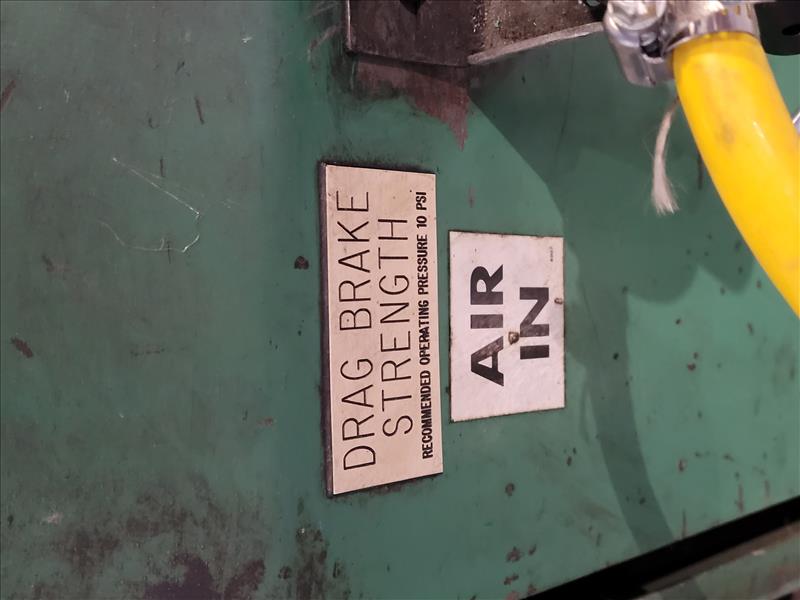 DRAG BRAKE
STRENGTH
RECOMMENDED OPERATING PRESSURE 10 PSI
AIR
IN